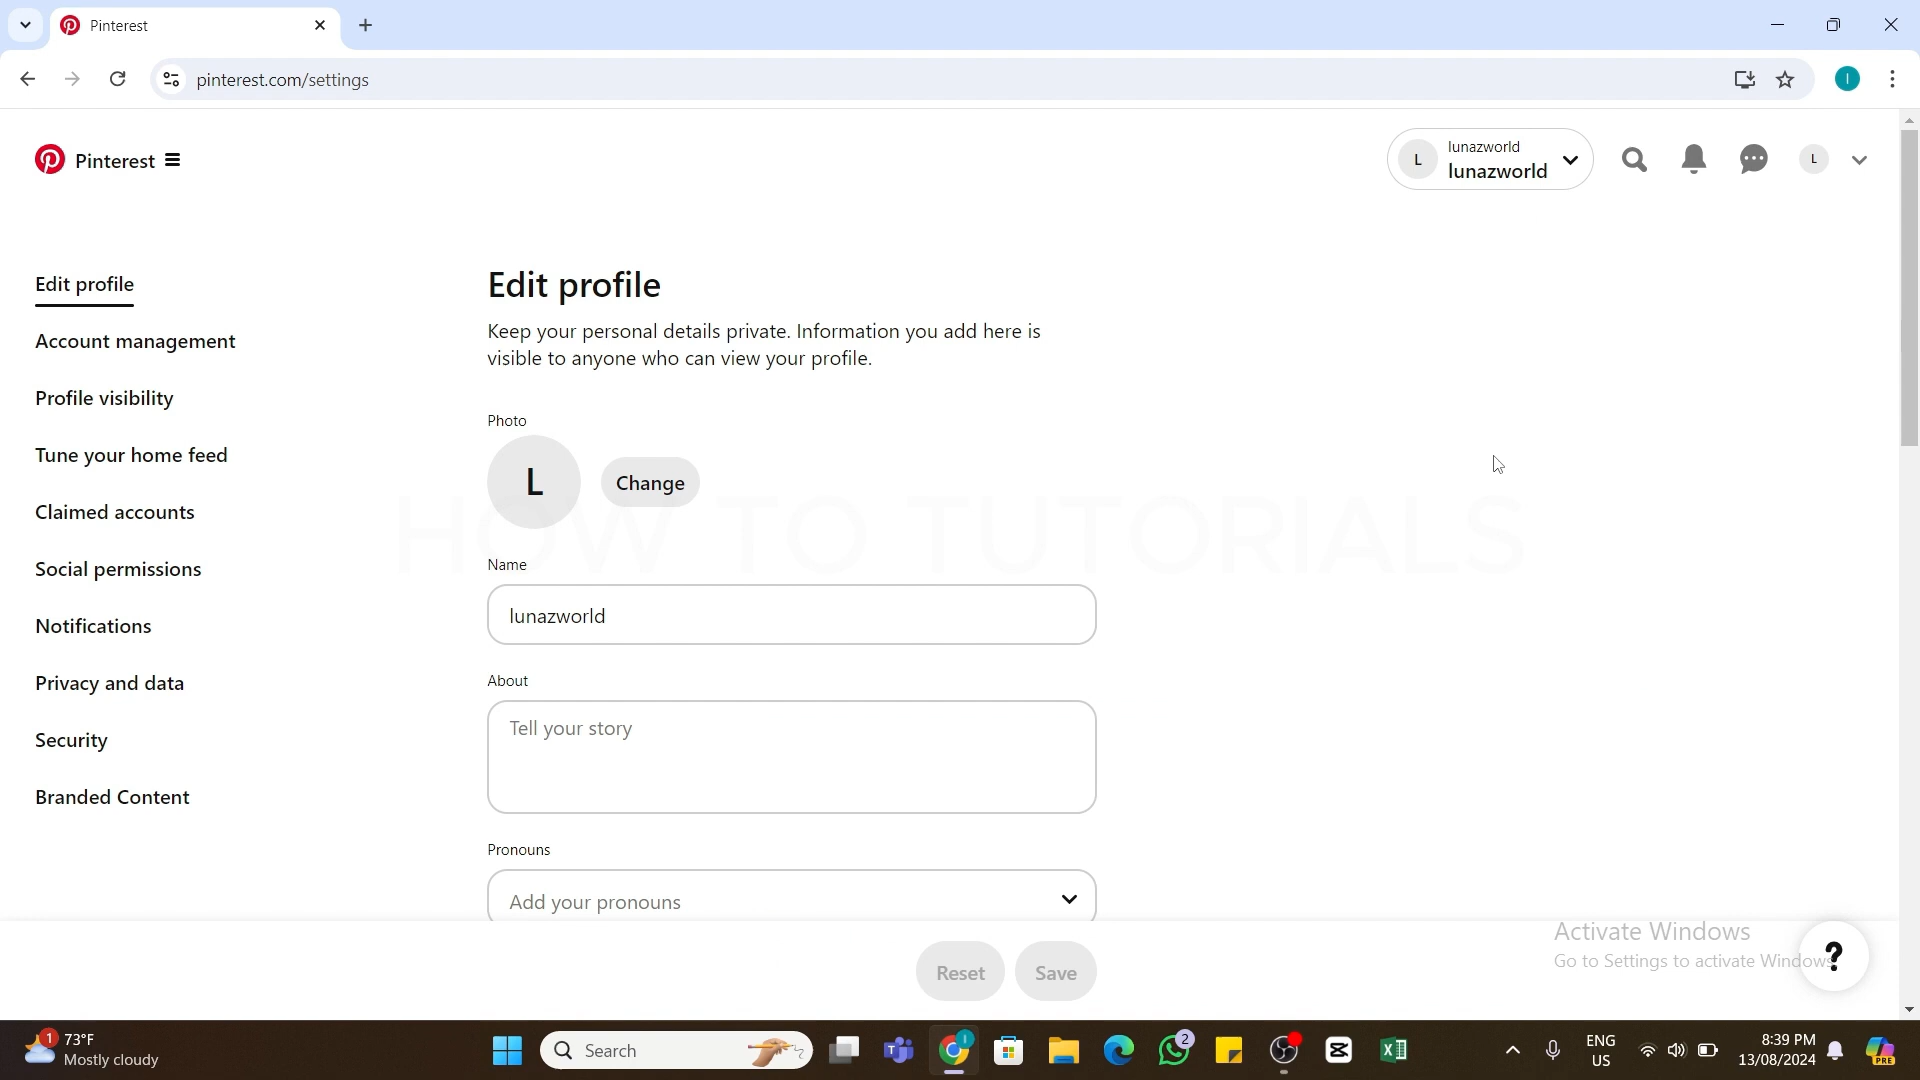 Pinterest
pinterest.com/settings
I
Pinterest
L
lunazworld
lunazworld
L
Edit profile
Account management
Profile visibility
Tune your home feed
Claimed accounts
Social permissions
Notifications
Privacy and data
Security
Branded Content
Edit profile
Keep your personal details private. Information you add here is
visible to anyone who can view your profile.
Photo
L
Change
HOW TO TUTORIALS
Name
lunazworld
About
Tell your story
Pronouns
Add your pronouns
Reset
Save
Activate Windows
Go to Settings to activate Windows
?
1
73°F
Mostly cloudy
Search
I
2
ENG
US
8:39 PM
13/08/2024
PRE